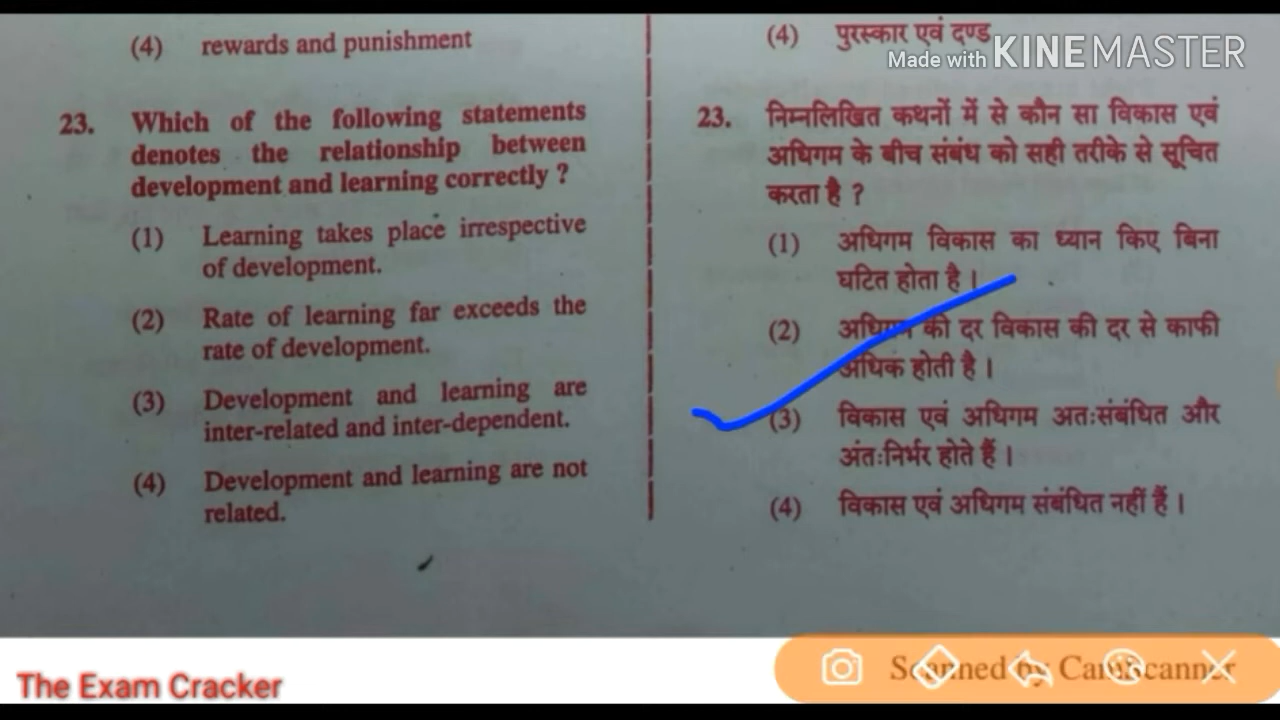 (4) rewards and punishment
23. Which of the following statements
denotes the relationship between
development and learning correctly ?
(1) Learning takes place irrespective
of development.
(2) Rate of learning far exceeds the
rate of development.
(3) Development and learning are
inter-related and inter-dependent.
(4) Development and learning are not
related.
(4) पुरस्कार एवं दण्ड
Made with KINEMASTER
23. निम्नलिखित कथनों में से कौन सा विकास एवं
अधिगम के बीच संबंध को सही तरीके से सूचित
करता है ?
(1) अधिगम विकास का ध्यान किए बिना
घटित होता है ।
(2) अधिगम की दर विकास की दर से काफी
अधिक होती है ।
(3) विकास एवं अधिगम अतःसंबंधित और
अंतःनिर्भर होते हैं ।
(4) विकास एवं अधिगम संबंधित नहीं हैं ।
The Exam Cracker
Scanned by CamScanner